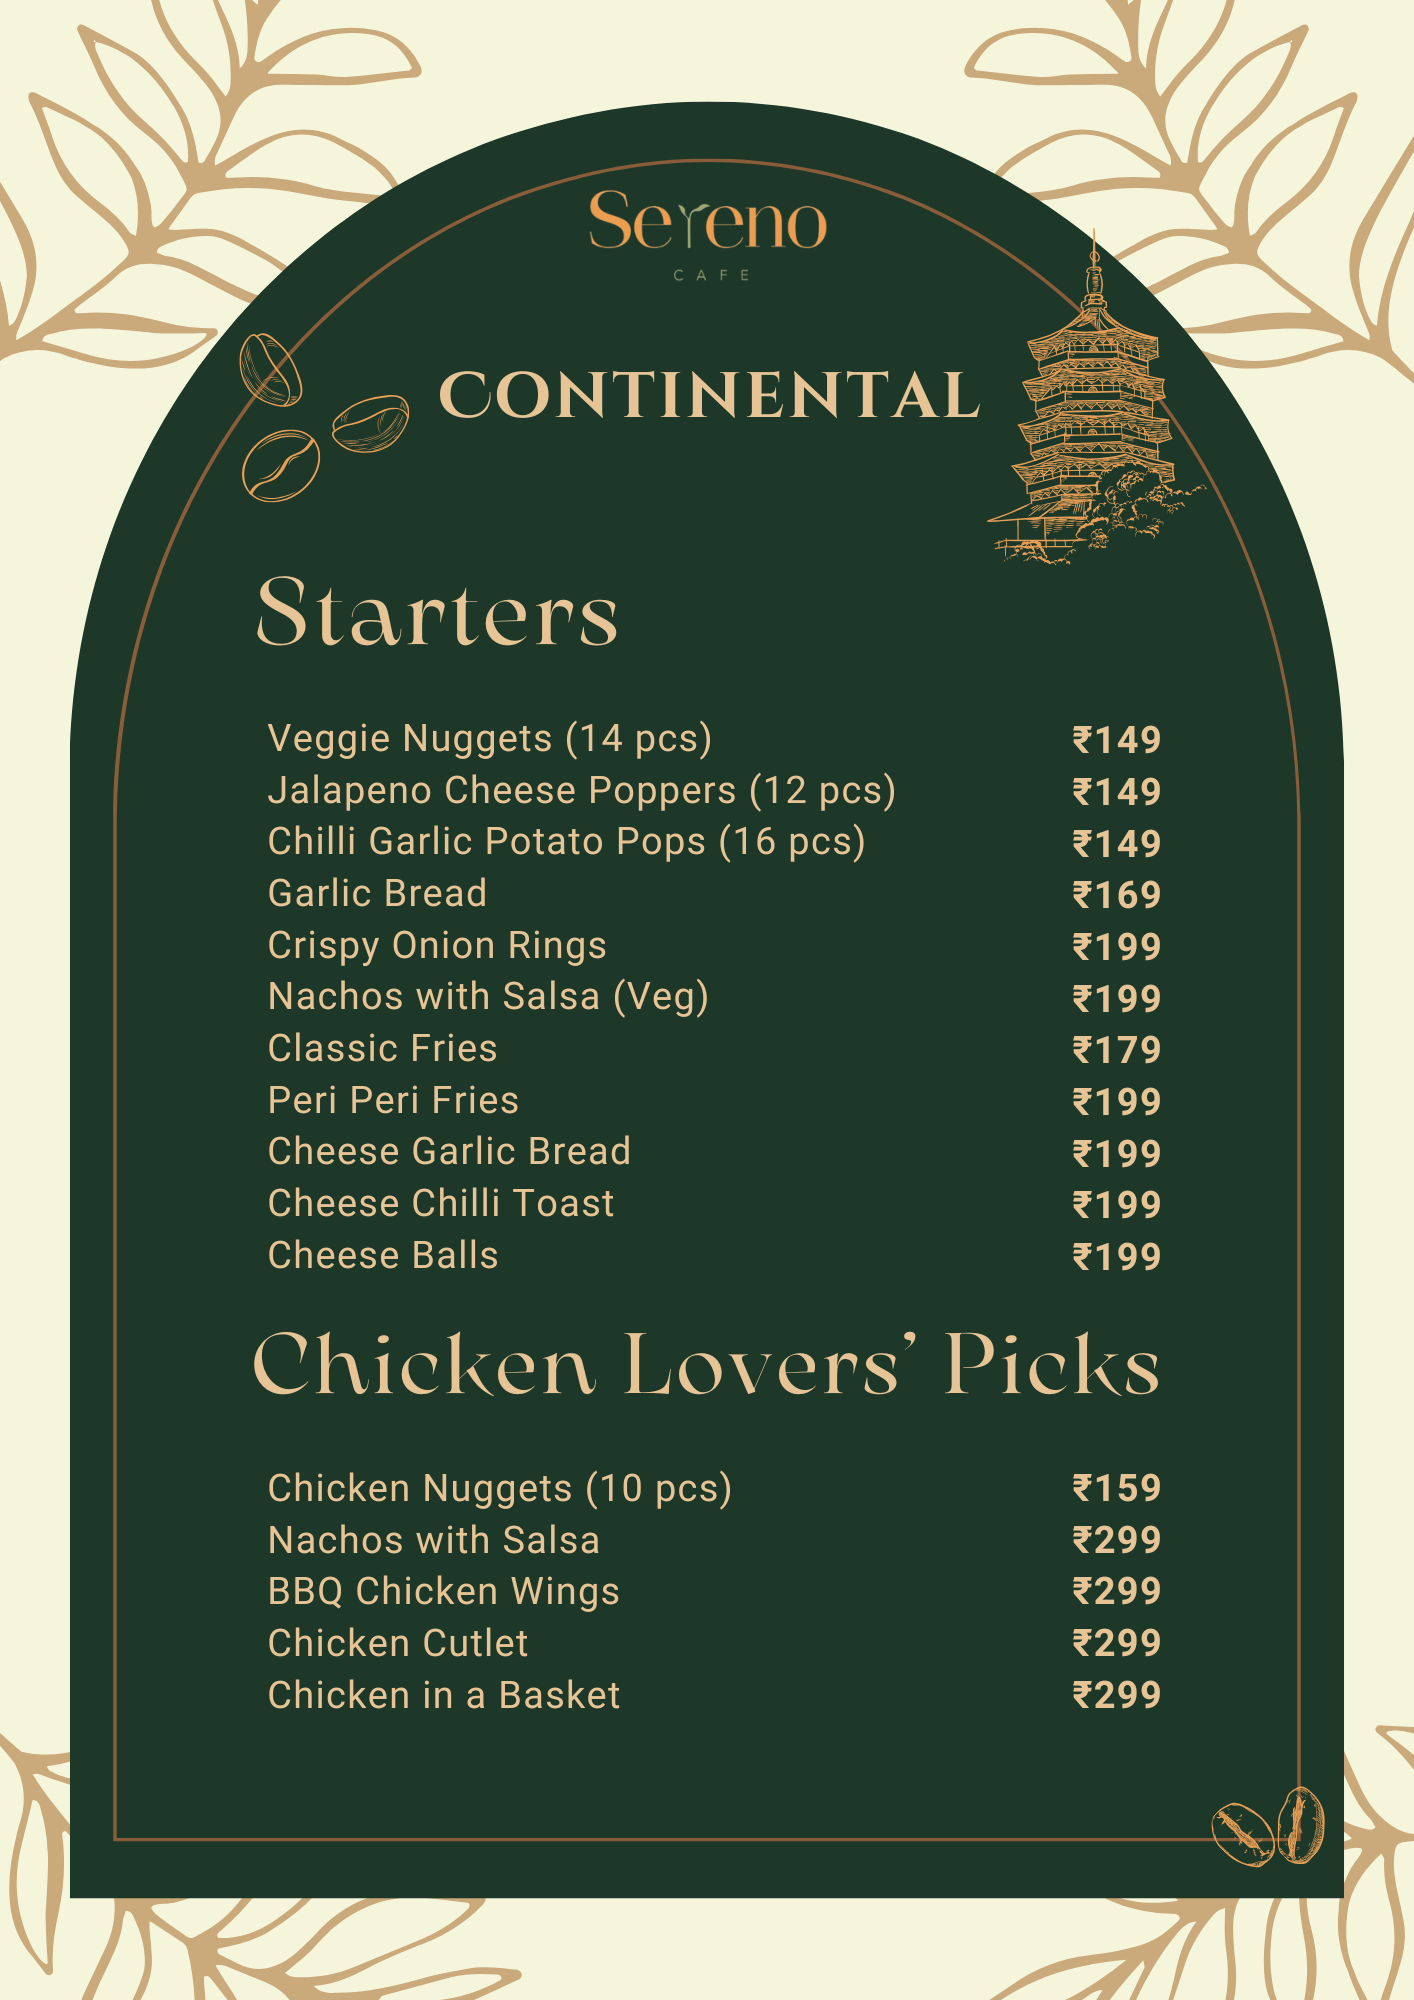 Sereno
CAFE
CONTINENTAL
Starters
Veggie Nuggets (14 pcs) ₹149
Jalapeno Cheese Poppers (12 pcs) ₹149
Chilli Garlic Potato Pops (16 pcs) ₹149
Garlic Bread ₹169
Crispy Onion Rings ₹199
Nachos with Salsa (Veg) ₹199
Classic Fries ₹179
Peri Peri Fries ₹199
Cheese Garlic Bread ₹199
Cheese Chilli Toast ₹199
Cheese Balls ₹199
Chicken Lovers’ Picks
Chicken Nuggets (10 pcs) ₹159
Nachos with Salsa ₹299
BBQ Chicken Wings ₹299
Chicken Cutlet ₹299
Chicken in a Basket ₹299